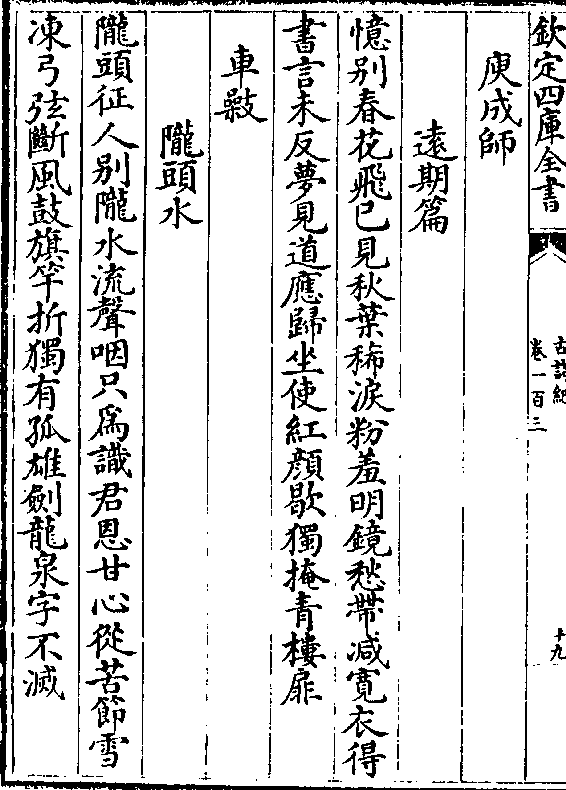 欽定四庫全書
古詩紀
卷一百三
十九
庾成師
遠期篇
憶别春花飛已見秋葉稀淚粉羞明鏡愁帶減寛衣得
書言未反夢見道應歸坐使紅顔歇獨掩青樓扉
車㪇
隴頭水
隴頭征人别隴水流聲咽只為識君恩甘心從苦節雪
凍弓弦斷風鼓旗竿折獨有孤雄劍龍泉字不滅